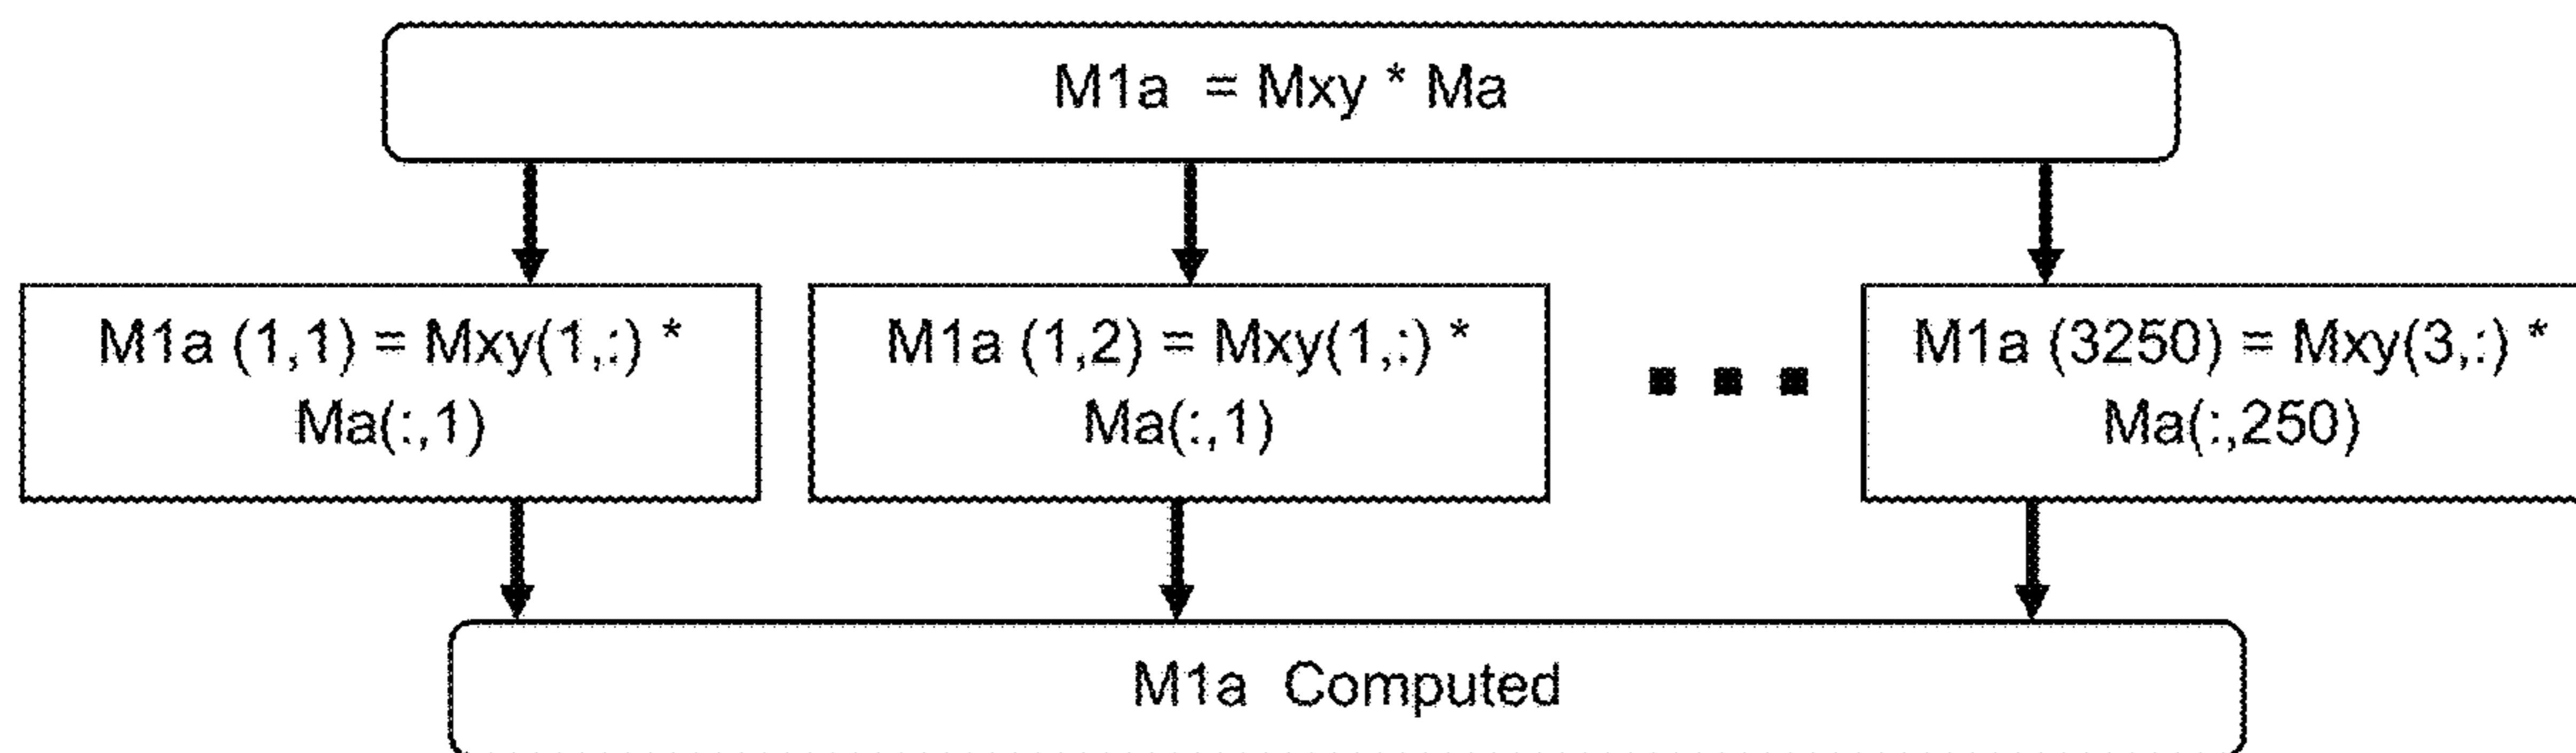 M1a = Mxy * Ma
M1a (1,1) = Mxy(1,:) *
Ma(:,1)
M1a (1,2) = Mxy(1,:) *
Ma(:,1)
M1a (3250) = Mxy(3,:) *
Ma(:,250)
M1a Computed